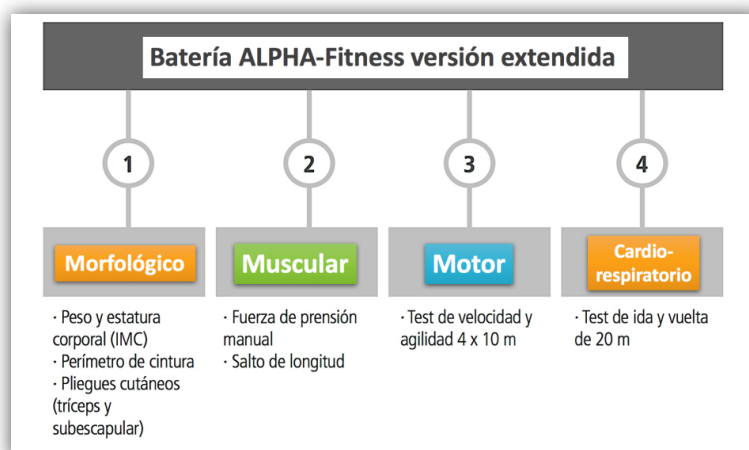 Batería ALPHA-Fitness versión extendida
1
2
3
4
Morfológico
· Peso y estatura
corporal (IMC)
· Perímetro de cintura
· Pliegues cutáneos
(tríceps y
subescapular)
Muscular
· Fuerza de prensión
manual
· Salto de longitud
Motor
· Test de velocidad y
agilidad 4 x 10 m
Cardio-
respiratorio
· Test de ida y vuelta
de 20 m